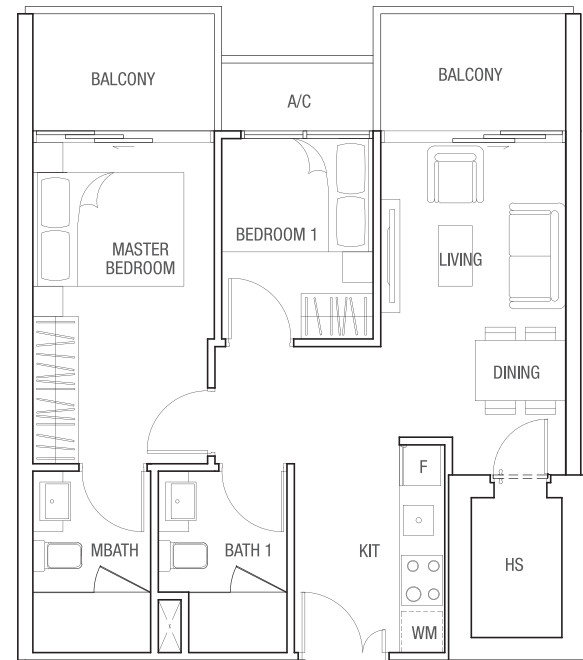 BALCONY
BALCONY
A/C
MASTER
BEDROOM
BEDROOM 1
LIVING
DINING
F
MBATH
BATH 1
KIT
HS
WM